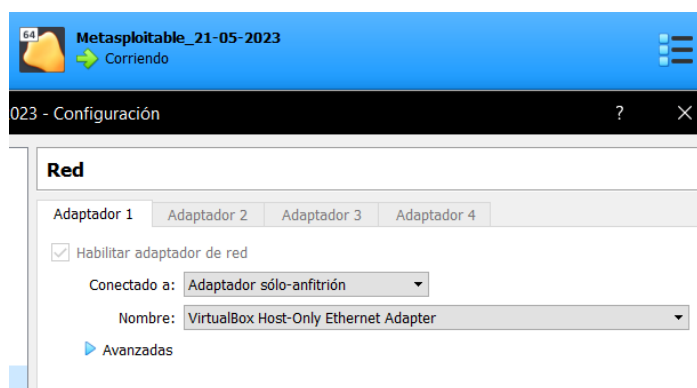 64
Metasploitable_21-05-2023
Corriendo
023 - Configuración ? ×
Red
Adaptador 1 Adaptador 2 Adaptador 3 Adaptador 4
Habilitar adaptador de red
Conectado a: Adaptador sólo-anfitrión
Nombre: VirtualBox Host-Only Ethernet Adapter
Avanzadas